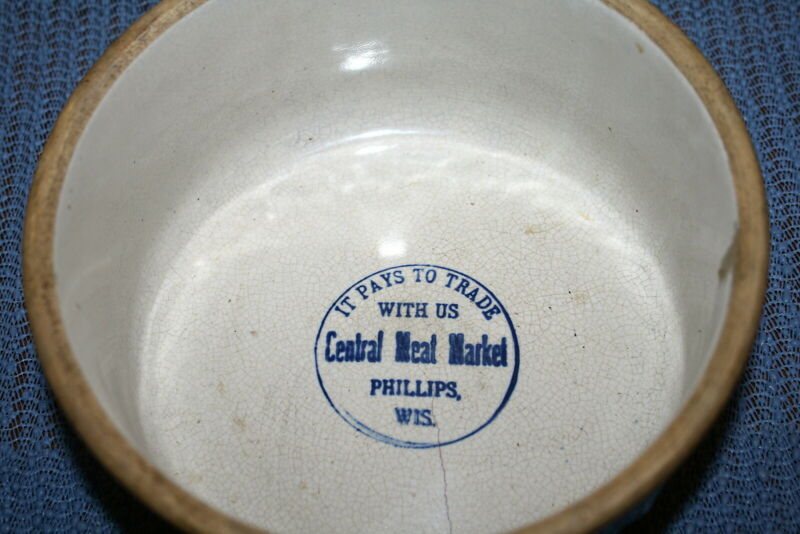 IT PAYS TO TRADE
WITH US
Central Meat Market
PHILLIPS,
WIS.